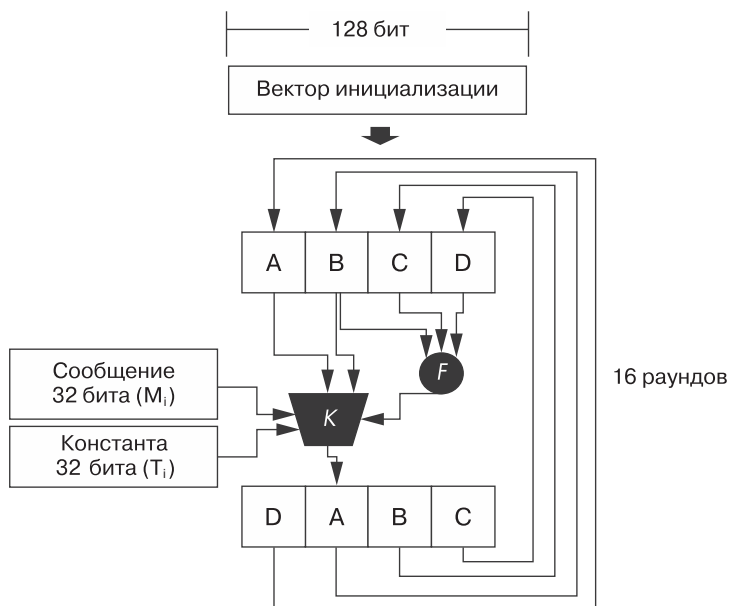 128 бит
Вектор инициализации
A B C D
F
Сообщение
32 бита (Mi)
16 раундов
K
Константа
32 бита (Ti)
D A B C